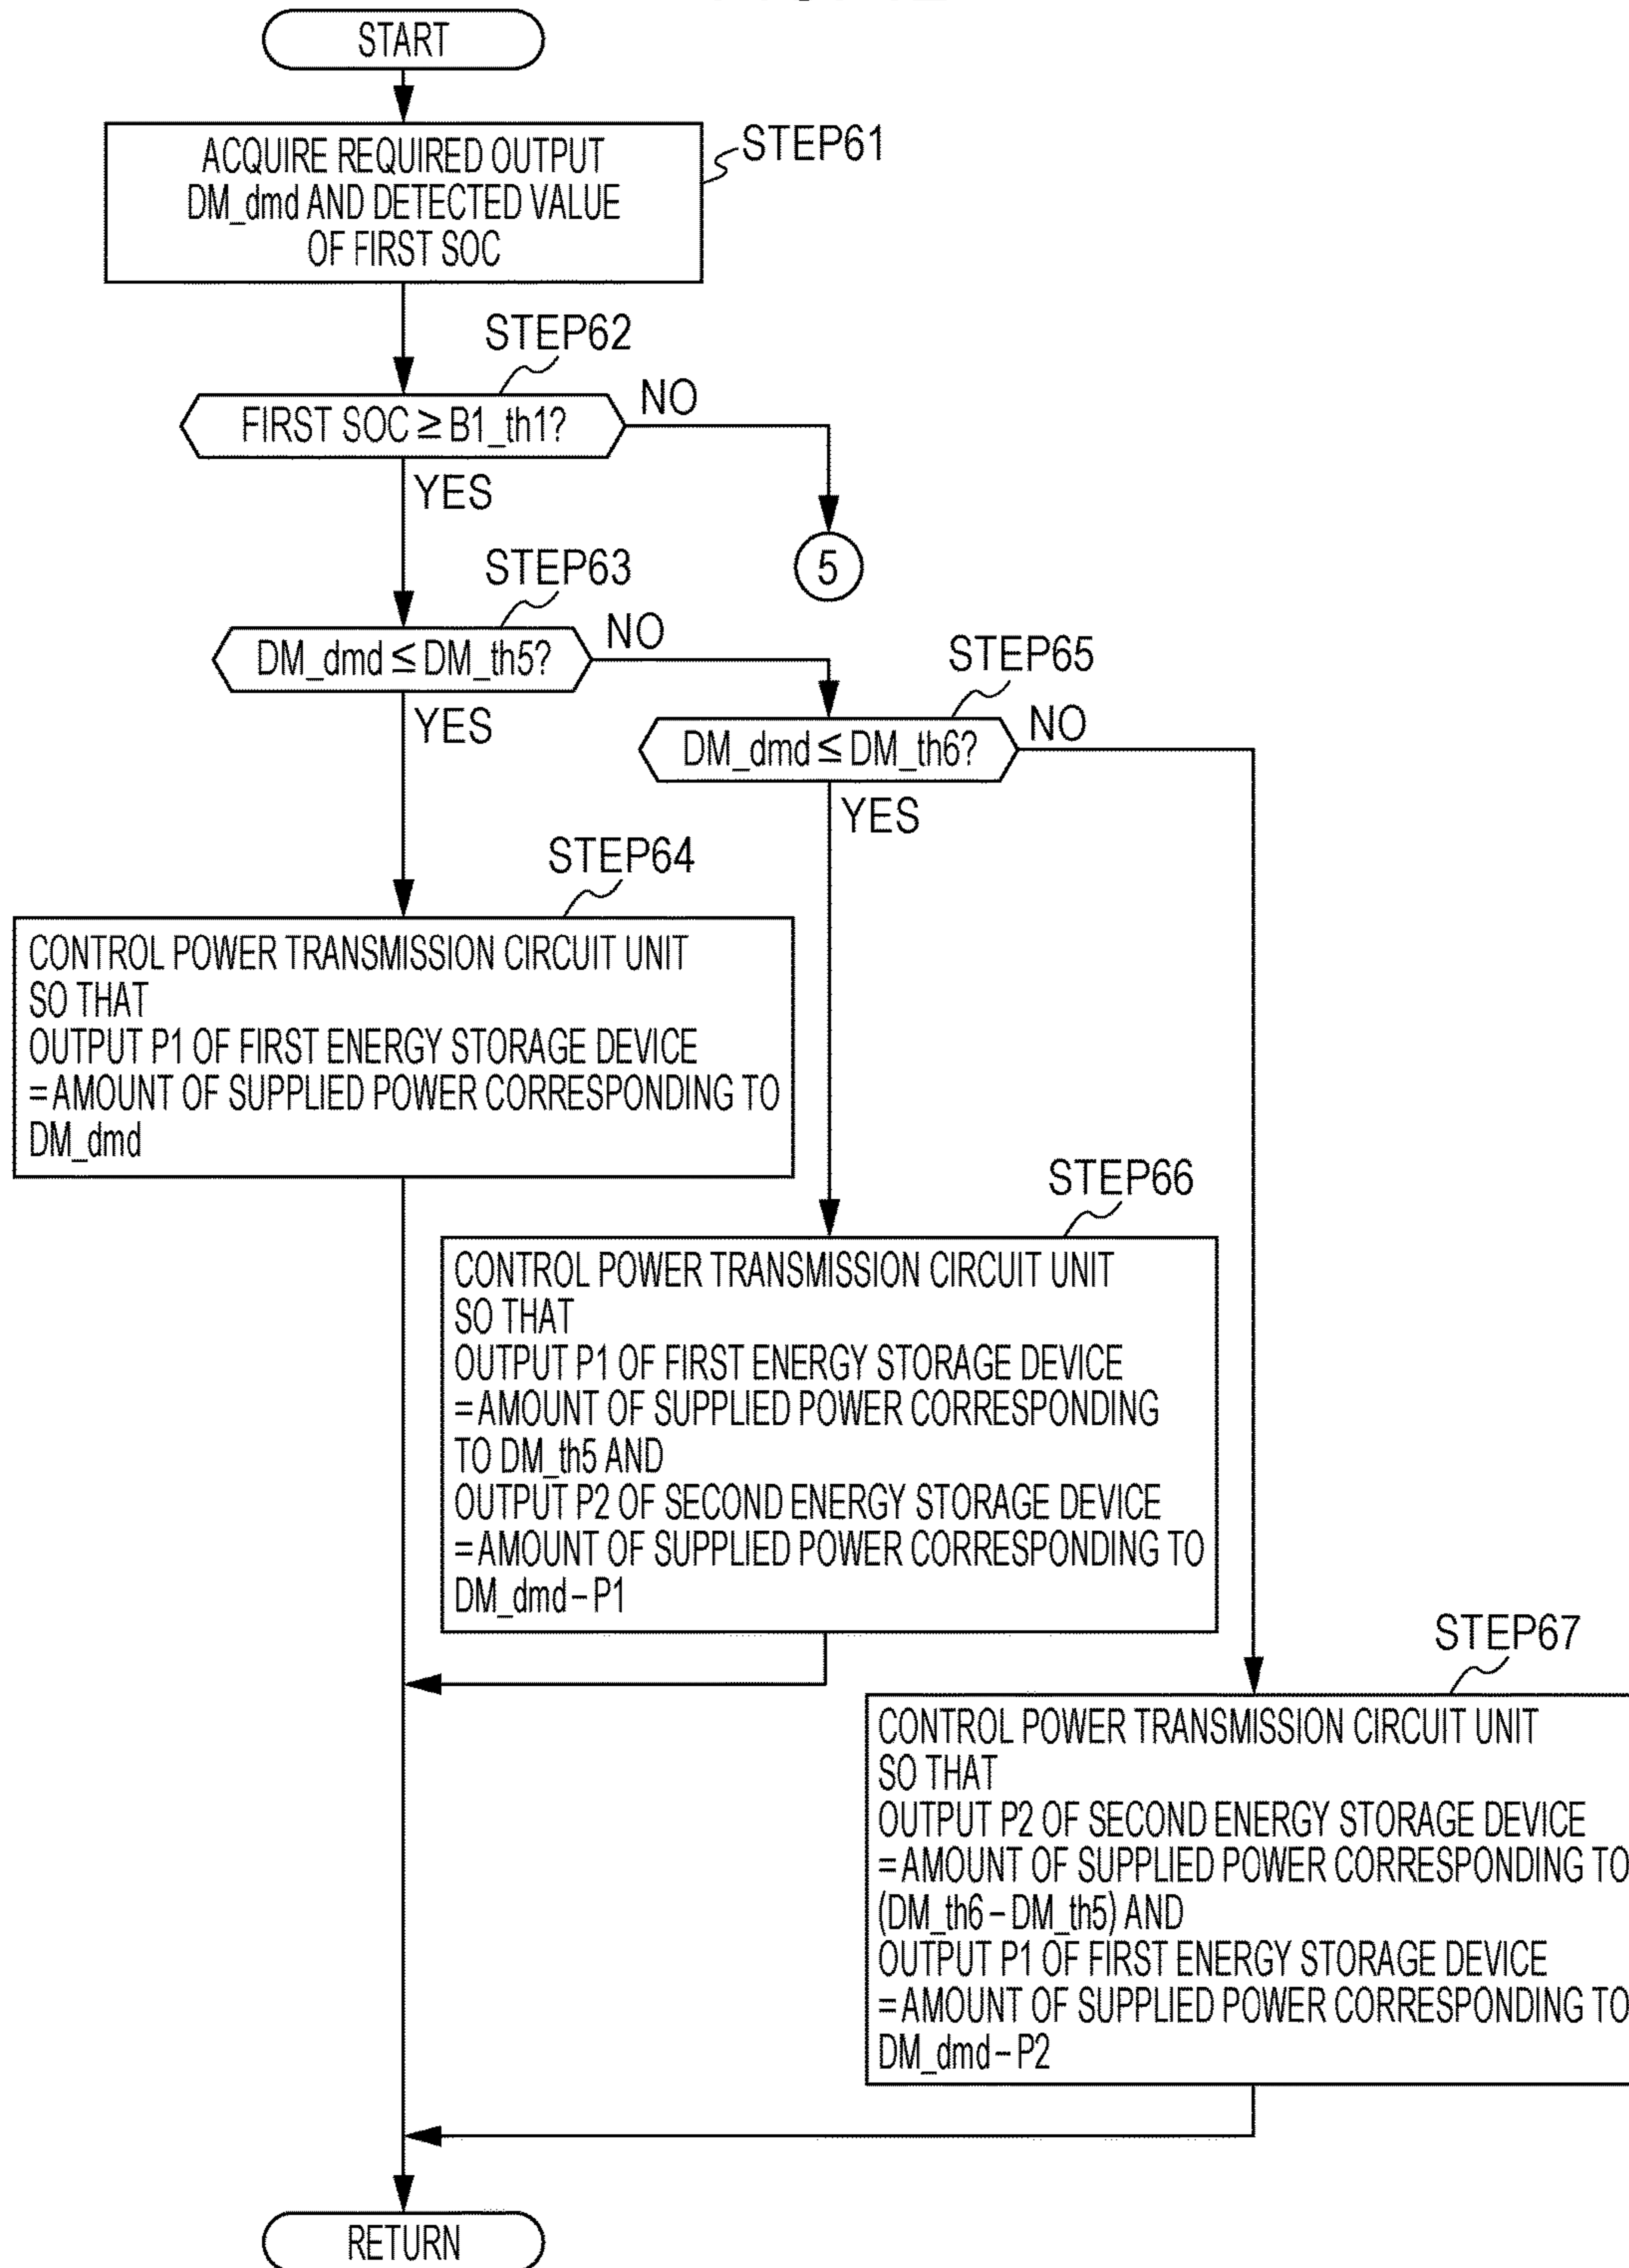 START
ACQUIRE REQUIRED OUTPUT
DM_dmd AND DETECTED VALUE
OF FIRST SOC
STEP61
STEP62
FIRST SOC ≥ B1_th1?
NO
YES
5
STEP63
DM_dmd ≤ DM_th5?
NO
YES
STEP65
DM_dmd ≤ DM_th6?
NO
YES
STEP64
CONTROL POWER TRANSMISSION CIRCUIT UNIT
SO THAT
OUTPUT P1 OF FIRST ENERGY STORAGE DEVICE
=AMOUNT OF SUPPLIED POWER CORRESPONDING TO
DM_dmd
STEP66
CONTROL POWER TRANSMISSION CIRCUIT UNIT
SO THAT
OUTPUT P1 OF FIRST ENERGY STORAGE DEVICE
=AMOUNT OF SUPPLIED POWER CORRESPONDING
TO DM_th5 AND
OUTPUT P2 OF SECOND ENERGY STORAGE DEVICE
=AMOUNT OF SUPPLIED POWER CORRESPONDING TO
DM_dmd – P1
STEP67
CONTROL POWER TRANSMISSION CIRCUIT UNIT
SO THAT
OUTPUT P2 OF SECOND ENERGY STORAGE DEVICE
=AMOUNT OF SUPPLIED POWER CORRESPONDING TO
(DM_th6 – DM_th5) AND
OUTPUT P1 OF FIRST ENERGY STORAGE DEVICE
=AMOUNT OF SUPPLIED POWER CORRESPONDING TO
DM_dmd – P2
RETURN